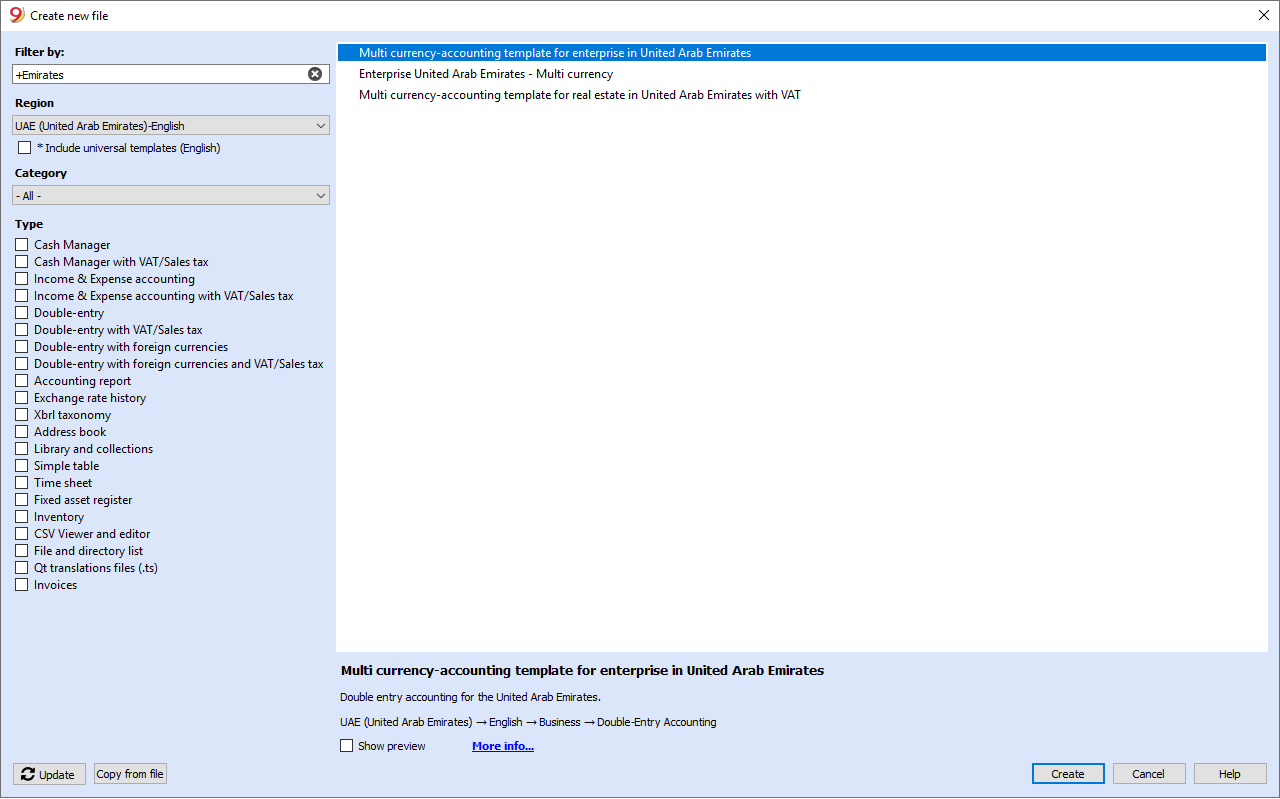 Create new file
Filter by:
+Emirates
Region
UAE (United Arab Emirates)-English
* Include universal templates (English)
Category
- All -
Type
Cash Manager
Cash Manager with VAT/Sales tax
Income & Expense accounting
Income & Expense accounting with VAT/Sales tax
Double-entry
Double-entry with VAT/Sales tax
Double-entry with foreign currencies
Double-entry with foreign currencies and VAT/Sales tax
Accounting report
Exchange rate history
Xbrl taxonomy
Address book
Library and collections
Simple table
Time sheet
Fixed asset register
Inventory
CSV Viewer and editor
File and directory list
Qt translations files (.ts)
Invoices
Multi currency-accounting template for enterprise in United Arab Emirates
Enterprise United Arab Emirates - Multi currency
Multi currency-accounting template for real estate in United Arab Emirates with VAT
Multi currency-accounting template for enterprise in United Arab Emirates
Double entry accounting for the United Arab Emirates.
UAE (United Arab Emirates) → English → Business → Double-Entry Accounting
Show preview More info...
Update Copy from file Create Cancel Help